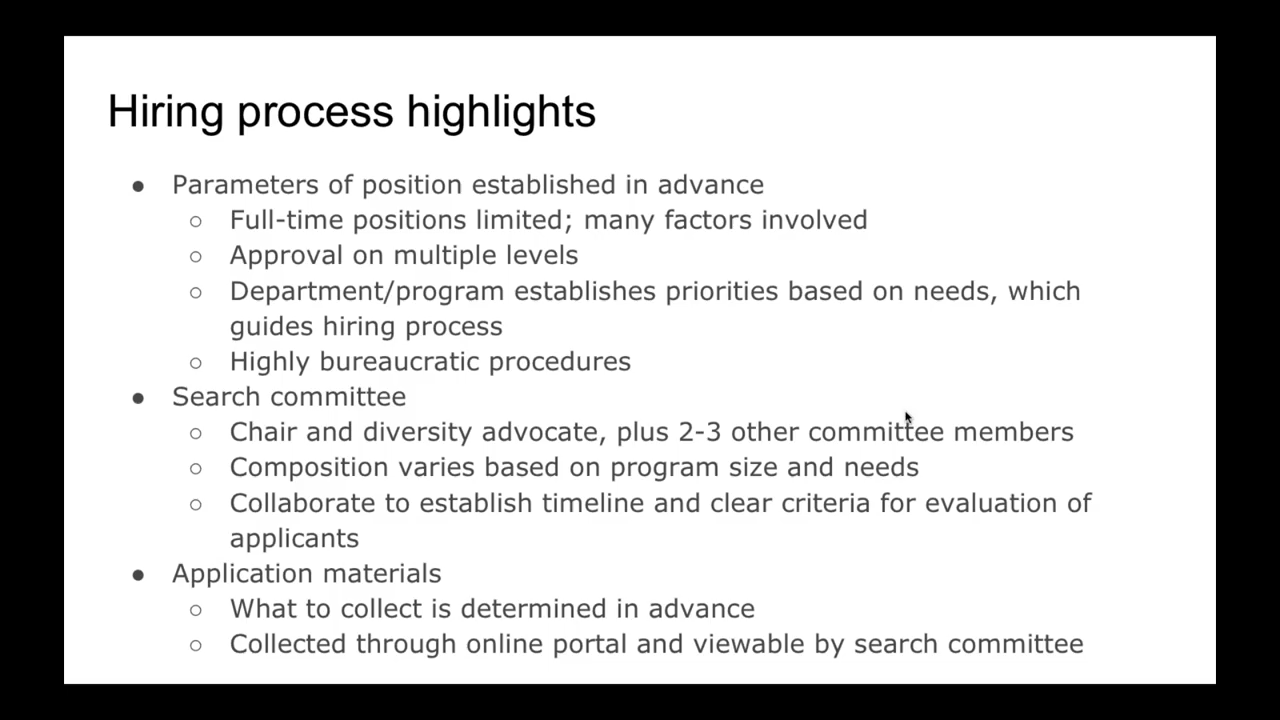 Hiring process highlights
● Parameters of position established in advance
○ Full-time positions limited; many factors involved
○ Approval on multiple levels
○ Department/program establishes priorities based on needs, which
guides hiring process
○ Highly bureaucratic procedures
● Search committee
○ Chair and diversity advocate, plus 2-3 other committee members
○ Composition varies based on program size and needs
○ Collaborate to establish timeline and clear criteria for evaluation of
applicants
● Application materials
○ What to collect is determined in advance
○ Collected through online portal and viewable by search committee